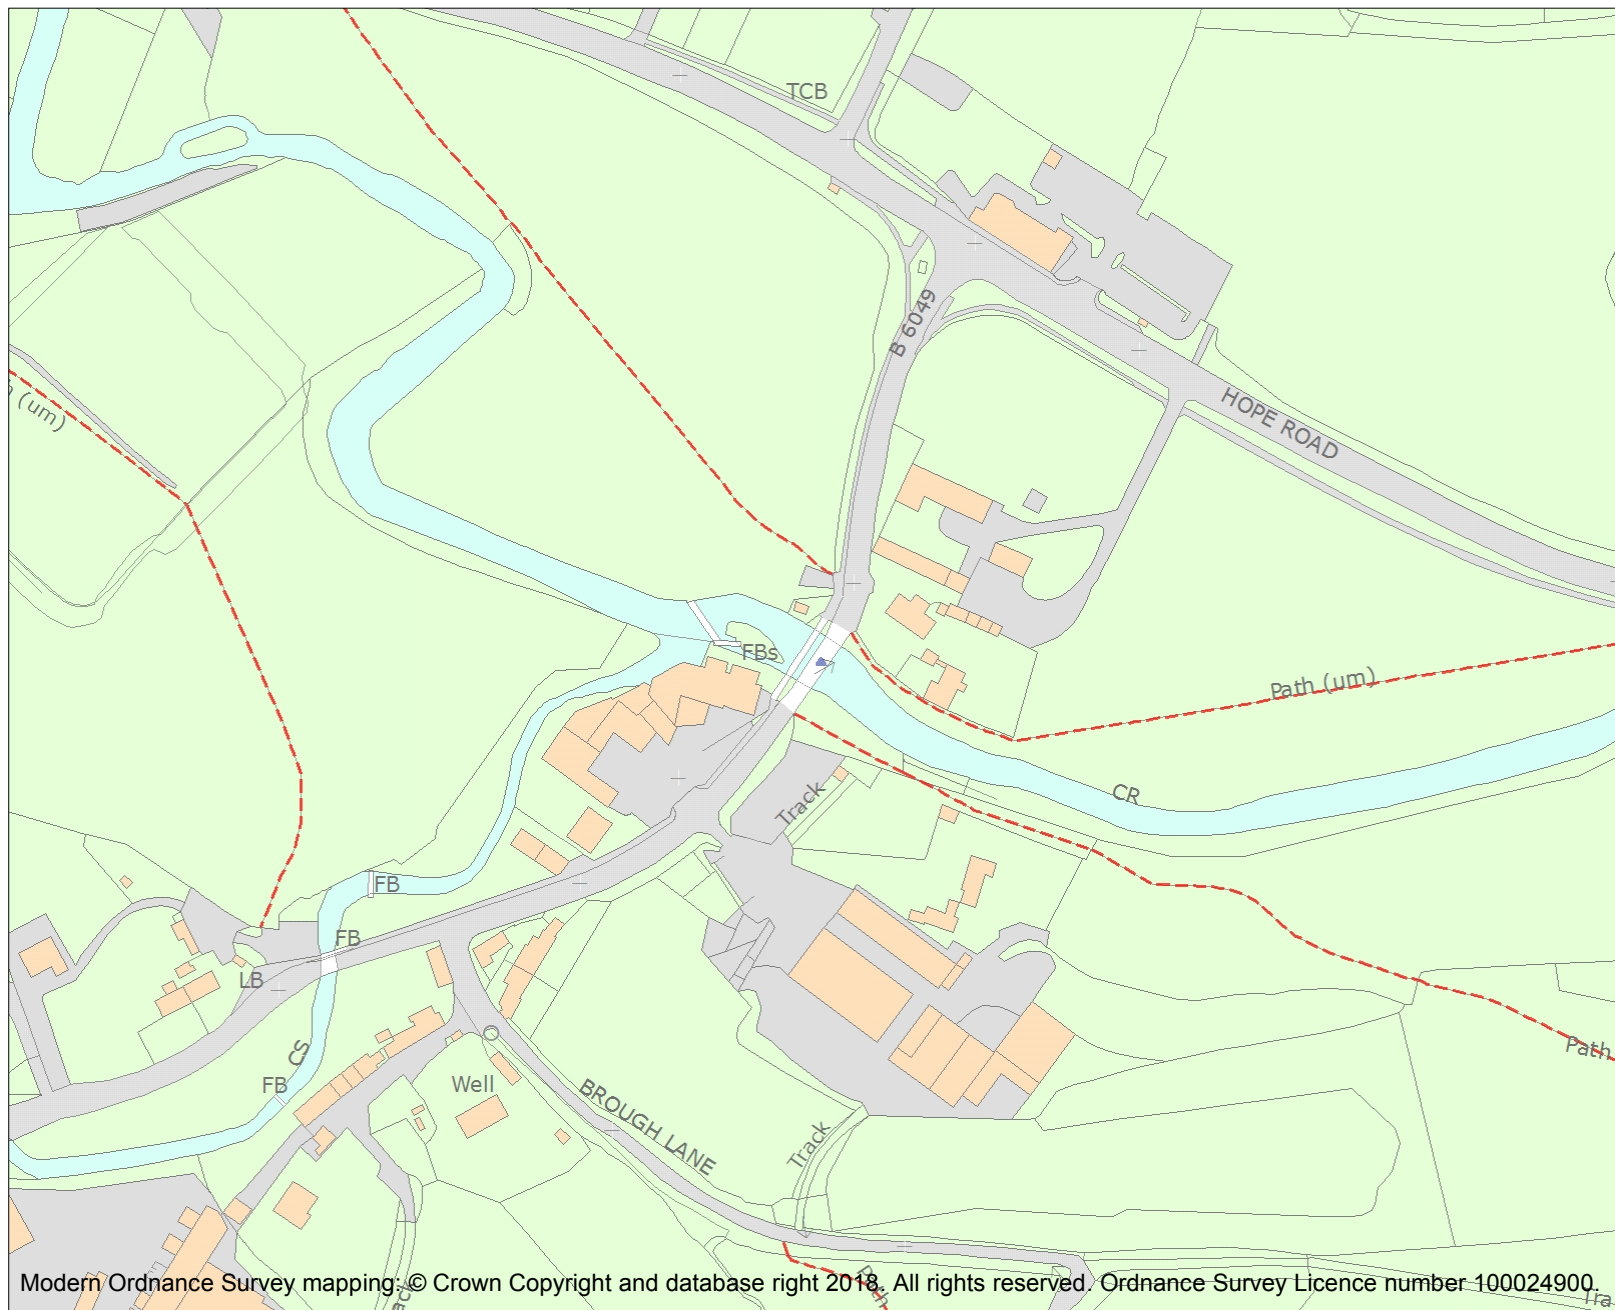 TCB
B 6049
HOPE ROAD
(um)
FBs
Path (um)
CR
Track
FB
FB
LB
CS
FB
Well
BROUGH LANE
Track
Path
Path
Modern Ordnance Survey mapping: © Crown Copyright and database right 2018. All rights reserved. Ordnance Survey Licence number 100024900.